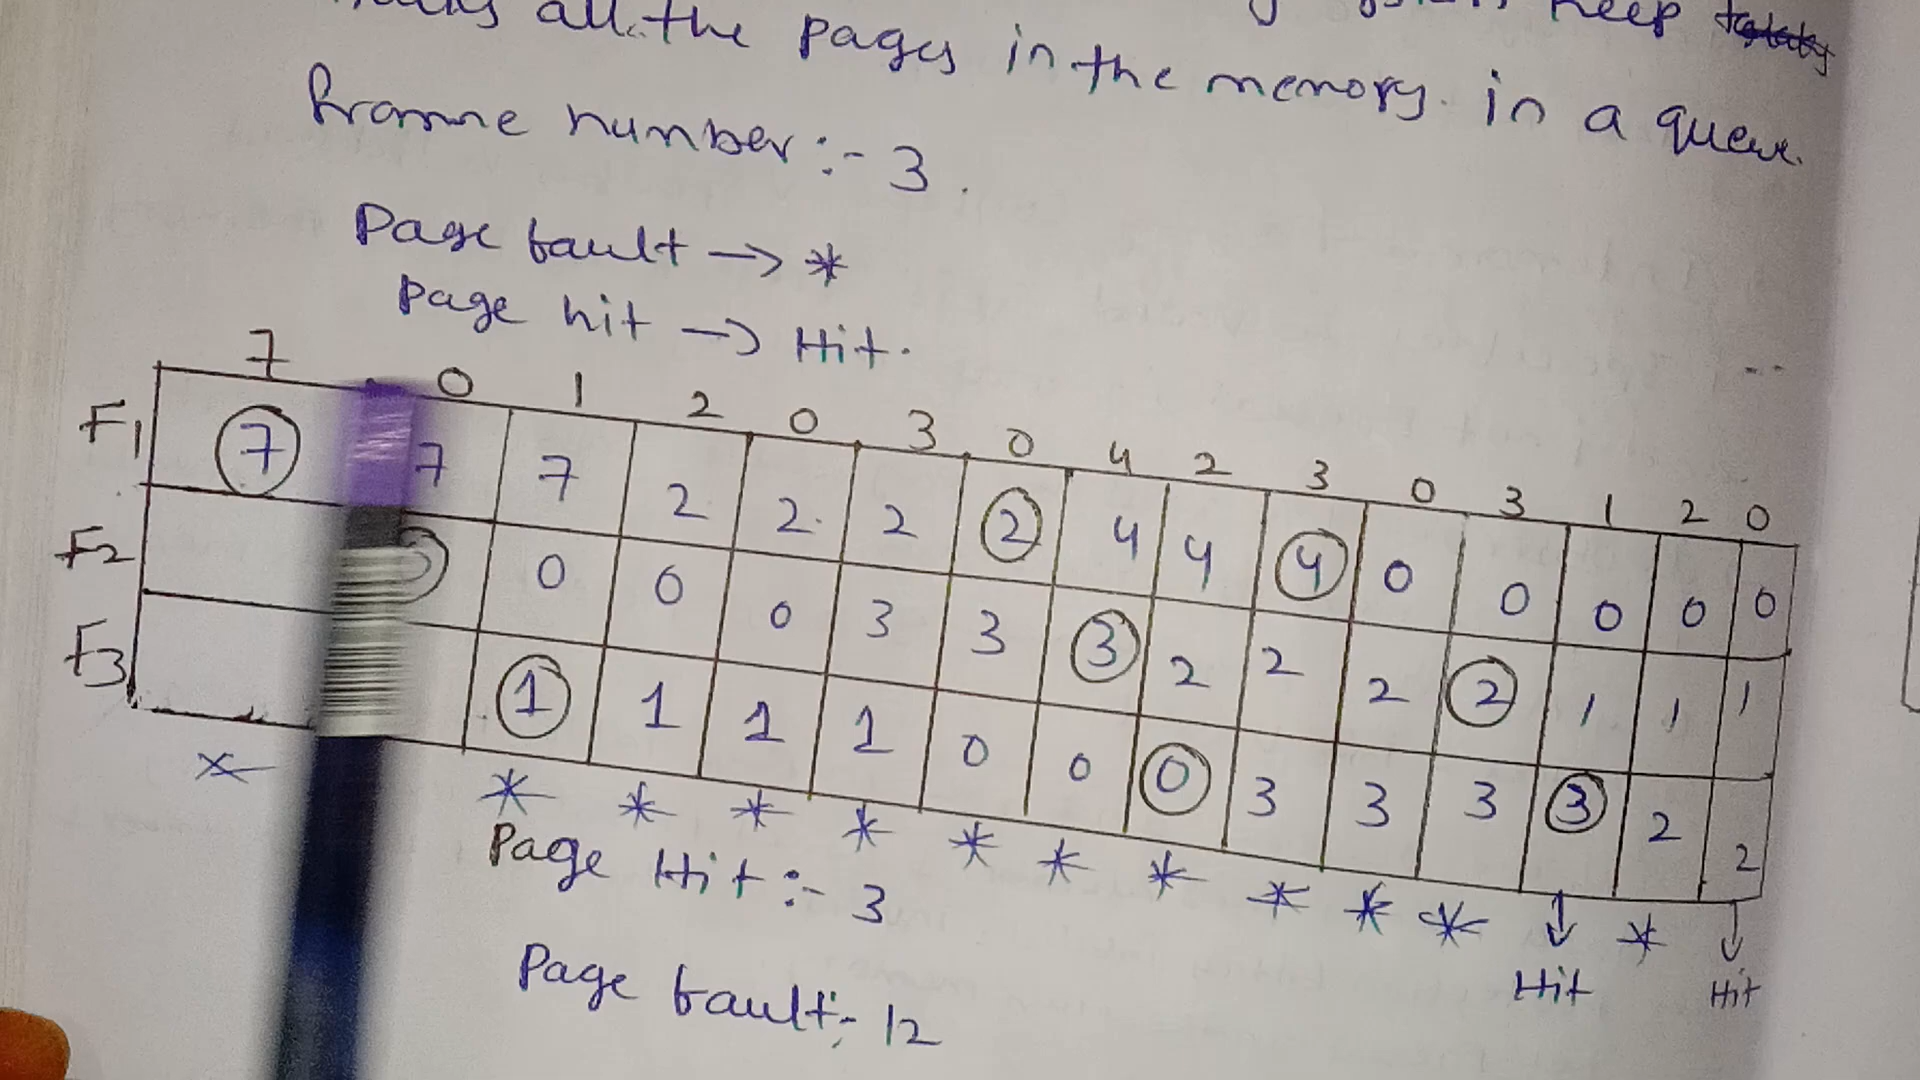 all the pages in the memory. in a queue.
keep
frame number :- 3.
Page fault → *
Page hit → Hit.
7 0 1 2 0 3 0 4 2 3 0 3 1 2 0
F1 7 7 7 2 2 2 2 4 4 4 0 0 0 0 0
F2 0 0 0 3 3 3 2 2 2 2 1 1 1
F3 1 1 1 1 0 0 0 3 3 3 3 2 2
* * * * * * * * * * * Hit * Hit
Page Hit :- 3
Page fault :- 12